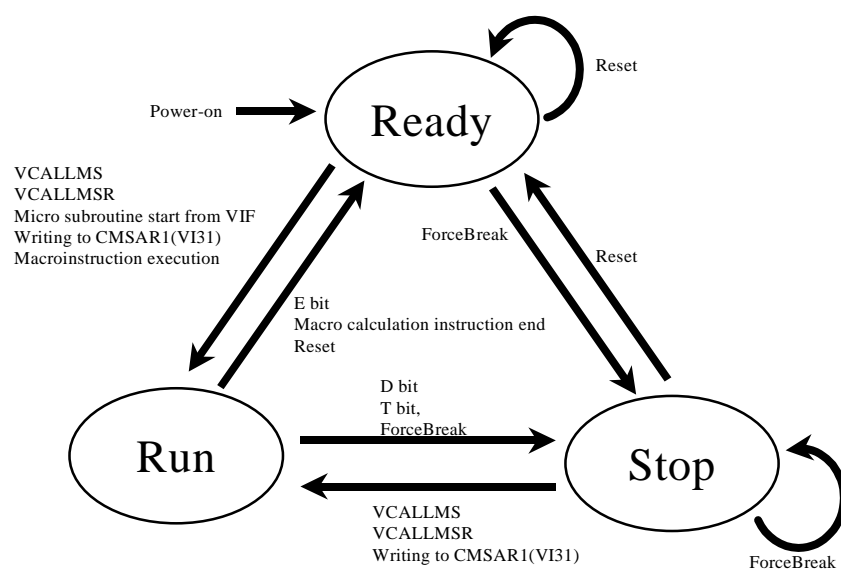 Reset
Ready
Power-on
VCALLMS
VCALLMSR
Micro subroutine start from VIF
Writing to CMSAR1(VI31)
Macroinstruction execution
ForceBreak
Reset
E bit
Macro calculation instruction end
Reset
D bit
T bit,
ForceBreak
Run
Stop
VCALLMS
VCALLMSR
Writing to CMSAR1(VI31)
ForceBreak